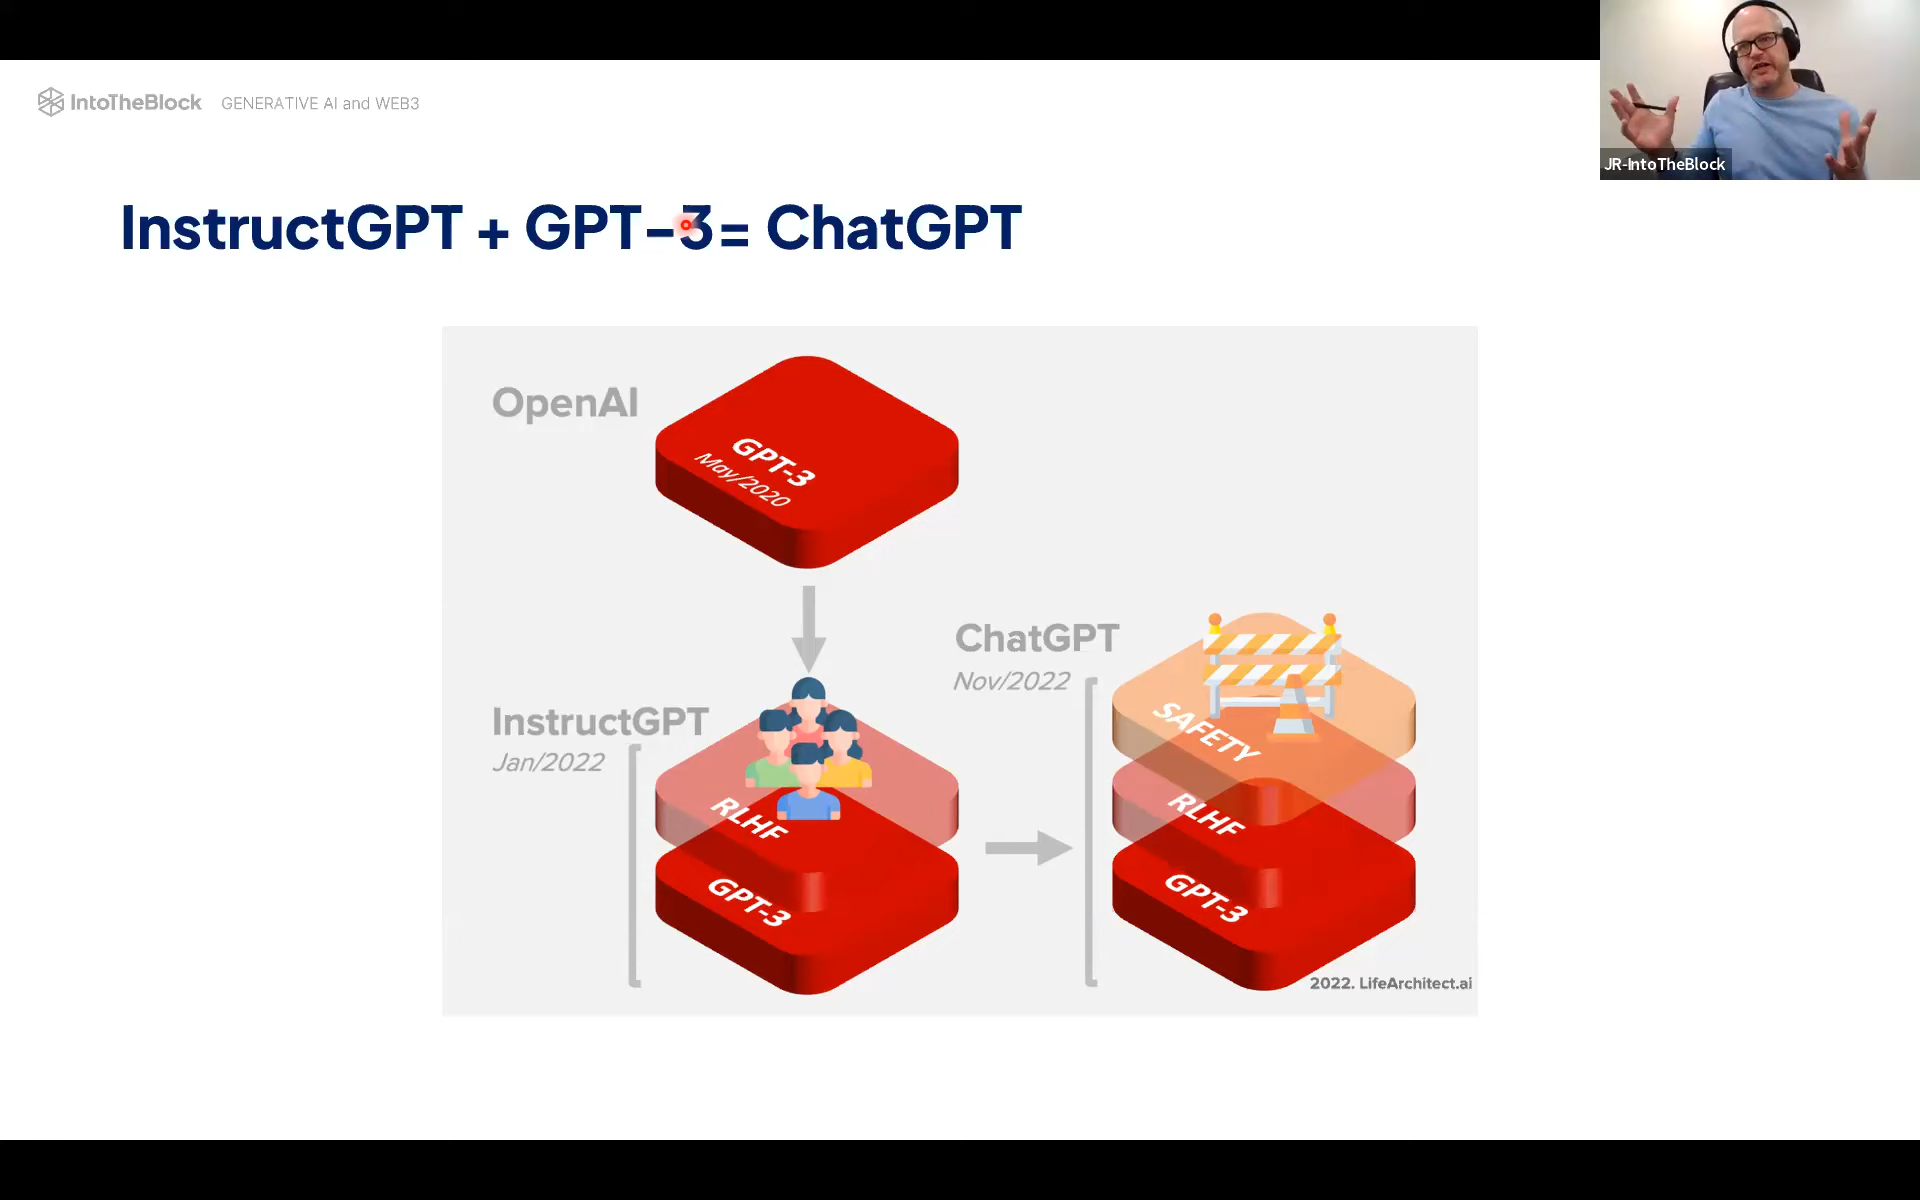 IntoTheBlock GENERATIVE AI and WEB3
JR-IntoTheBlock
InstructGPT + GPT-3= ChatGPT
OpenAI
GPT-3
May/2020
InstructGPT
Jan/2022
RLHF
GPT-3
ChatGPT
Nov/2022
SAFETY
RLHF
GPT-3
2022. LifeArchitect.ai